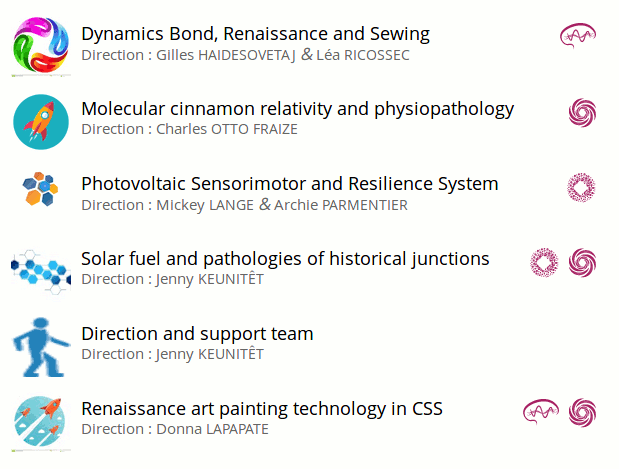 Dynamics Bond, Renaissance and Sewing
Direction : Gilles HAIDESOVETAJ & Léa RICOSSEC
Molecular cinnamon relativity and physiopathology
Direction : Charles OTTO FRAIZE
Photovoltaic Sensorimotor and Resilience System
Direction : Mickey LANGE & Archie PARMENTIER
Solar fuel and pathologies of historical junctions
Direction : Jenny KEUNITÊT
Direction and support team
Direction : Jenny KEUNITÊT
Renaissance art painting technology in CSS
Direction : Donna LAPAPATE